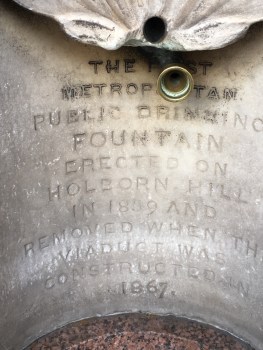 THE FIRST
METROPOLITAN
PUBLIC DRINKING
FOUNTAIN
ERECTED ON
HOLBORN HILL
IN 1859 AND
REMOVED WHEN THE
VIADUCT WAS
CONSTRUCTED IN
1867.